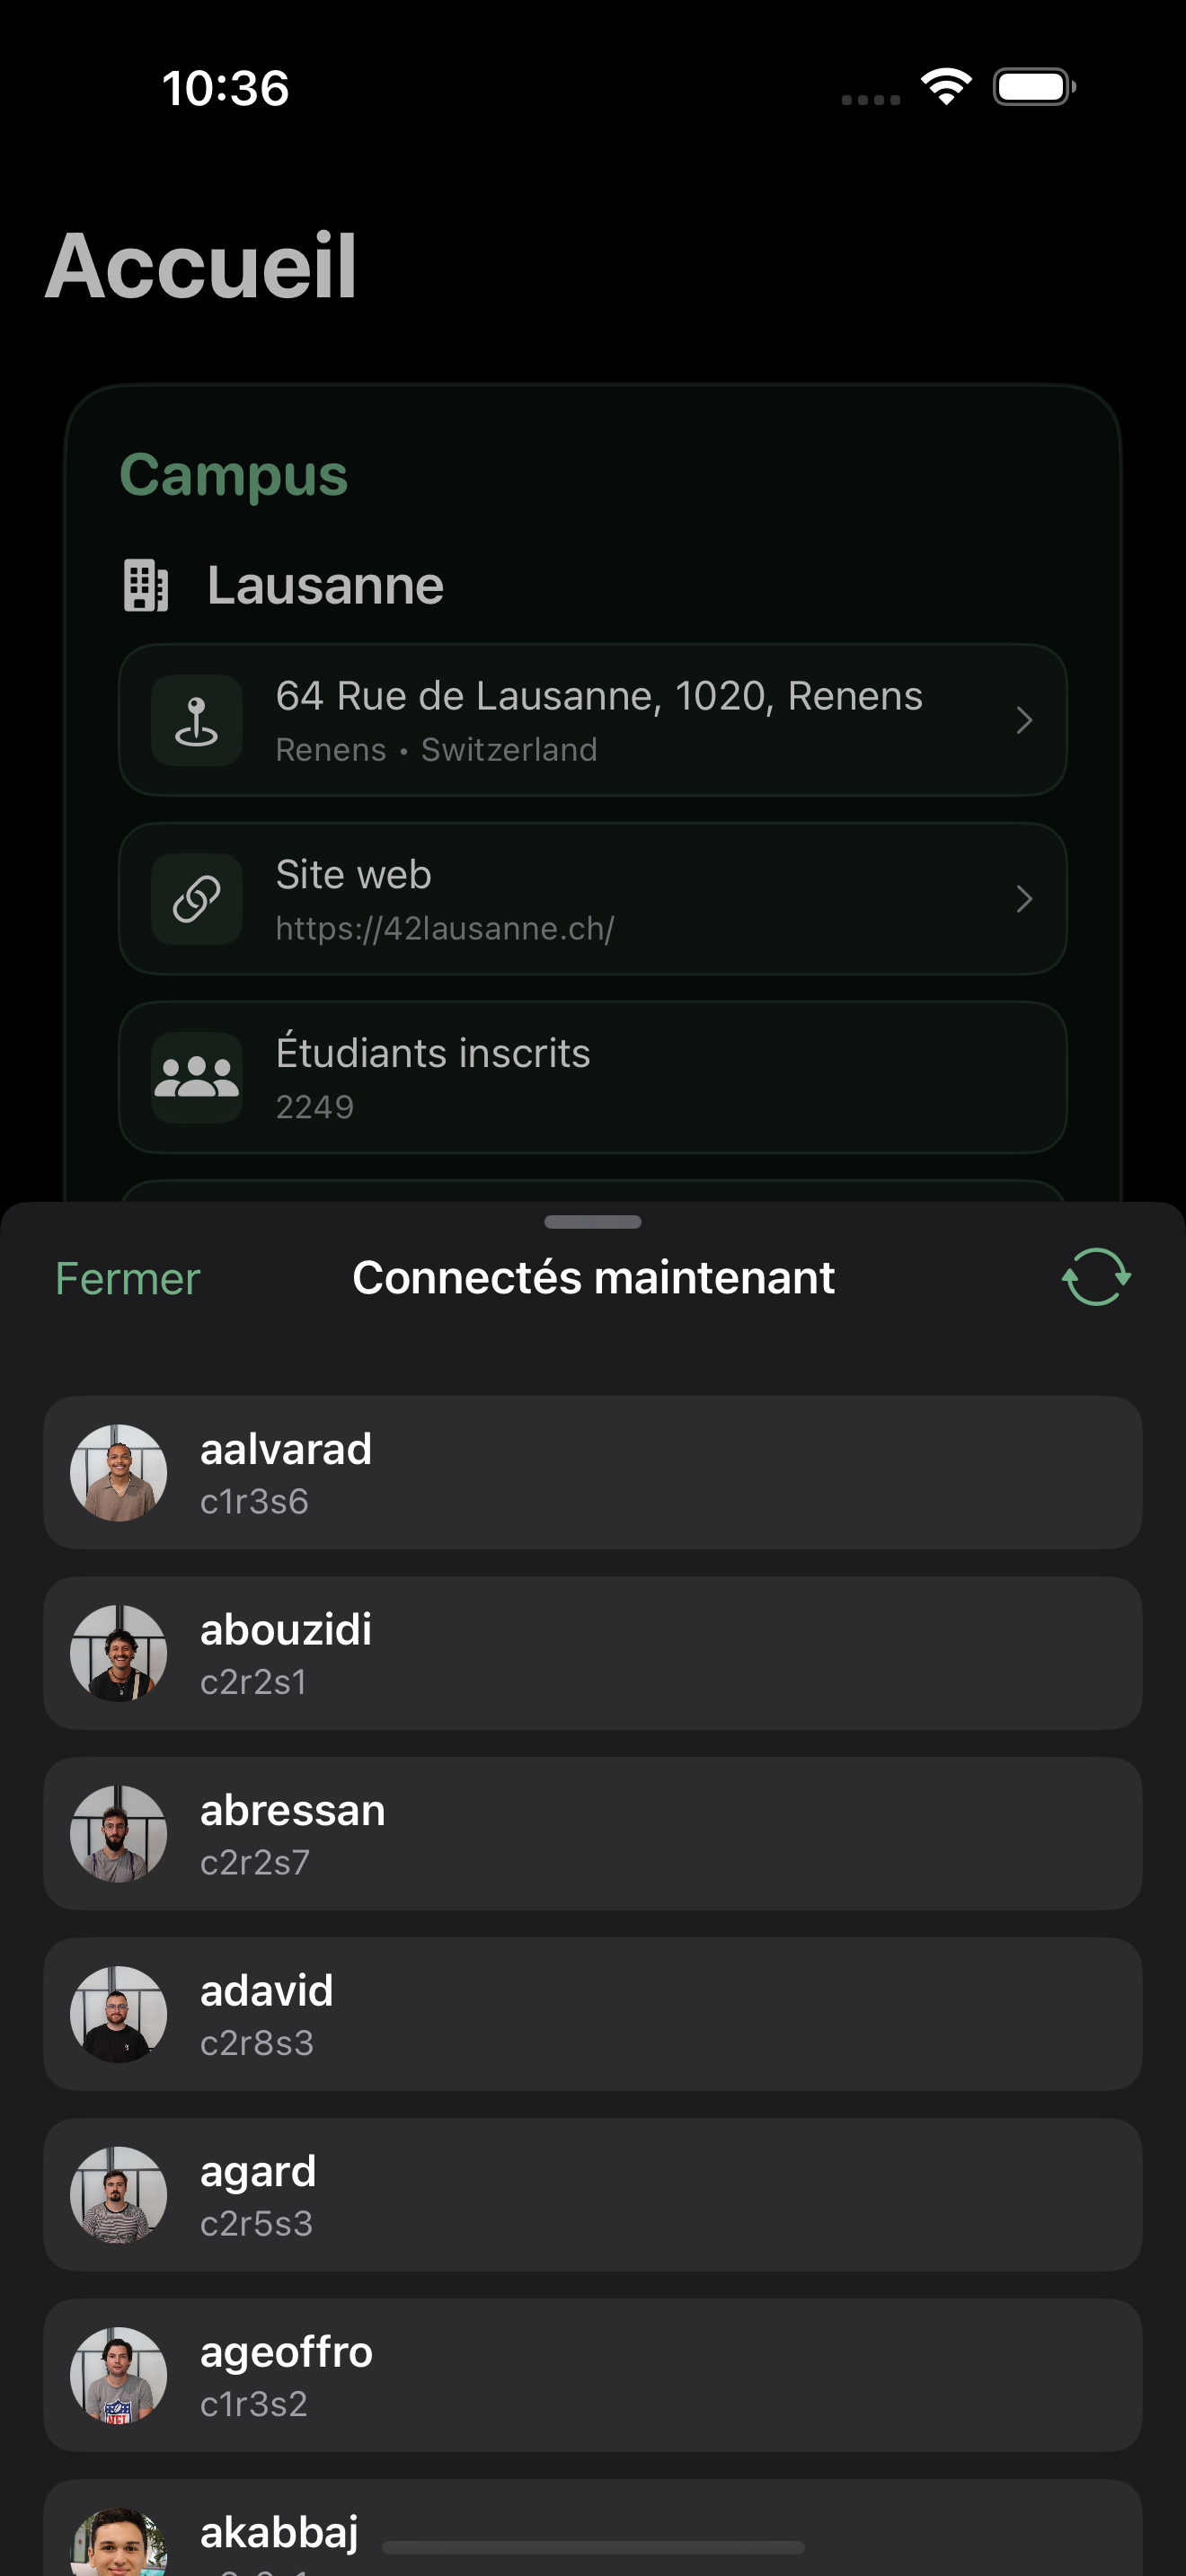 10:36
Accueil
Campus
Lausanne
64 Rue de Lausanne, 1020, Renens
Renens • Switzerland
Site web
https://42lausanne.ch/
Étudiants inscrits
2249
Fermer
Connectés maintenant
aalvarad
c1r3s6
abouzidi
c2r2s1
abressan
c2r2s7
adavid
c2r8s3
agard
c2r5s3
ageoffro
c1r3s2
NFL
akabbaj